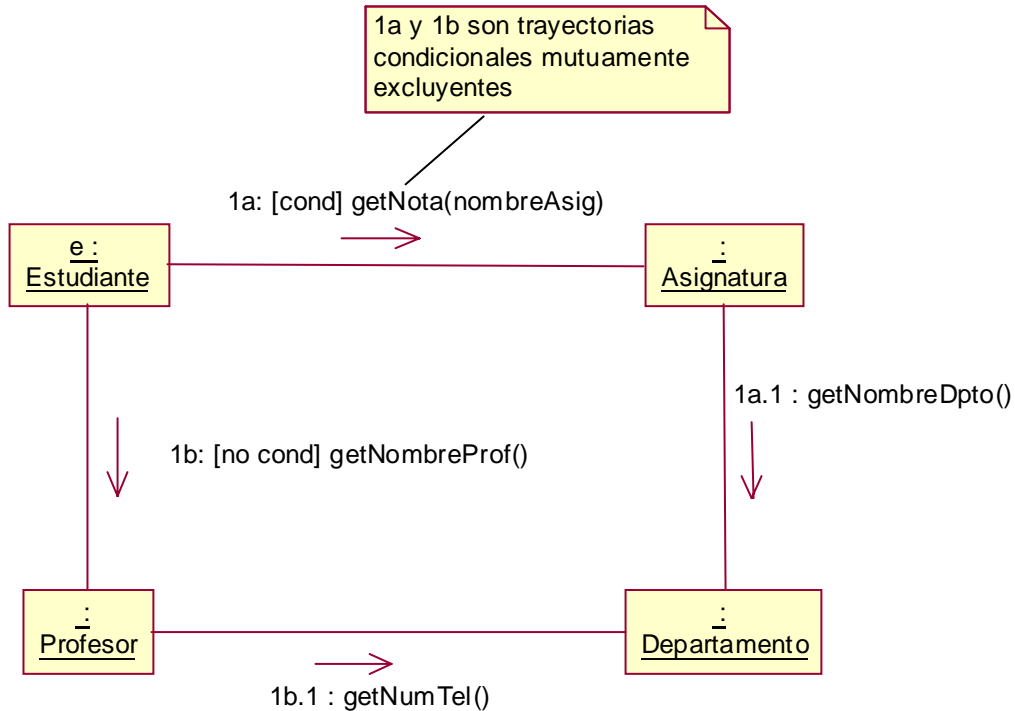 1a y 1b son trayectorias
condicionales mutuamente
excluyentes
1a: [cond] getNota(nombreAsig)
e :
Estudiante
:
Asignatura
1a.1 : getNombreDpto()
1b: [no cond] getNombreProf()
:
Profesor
:
Departamento
1b.1 : getNumTel()